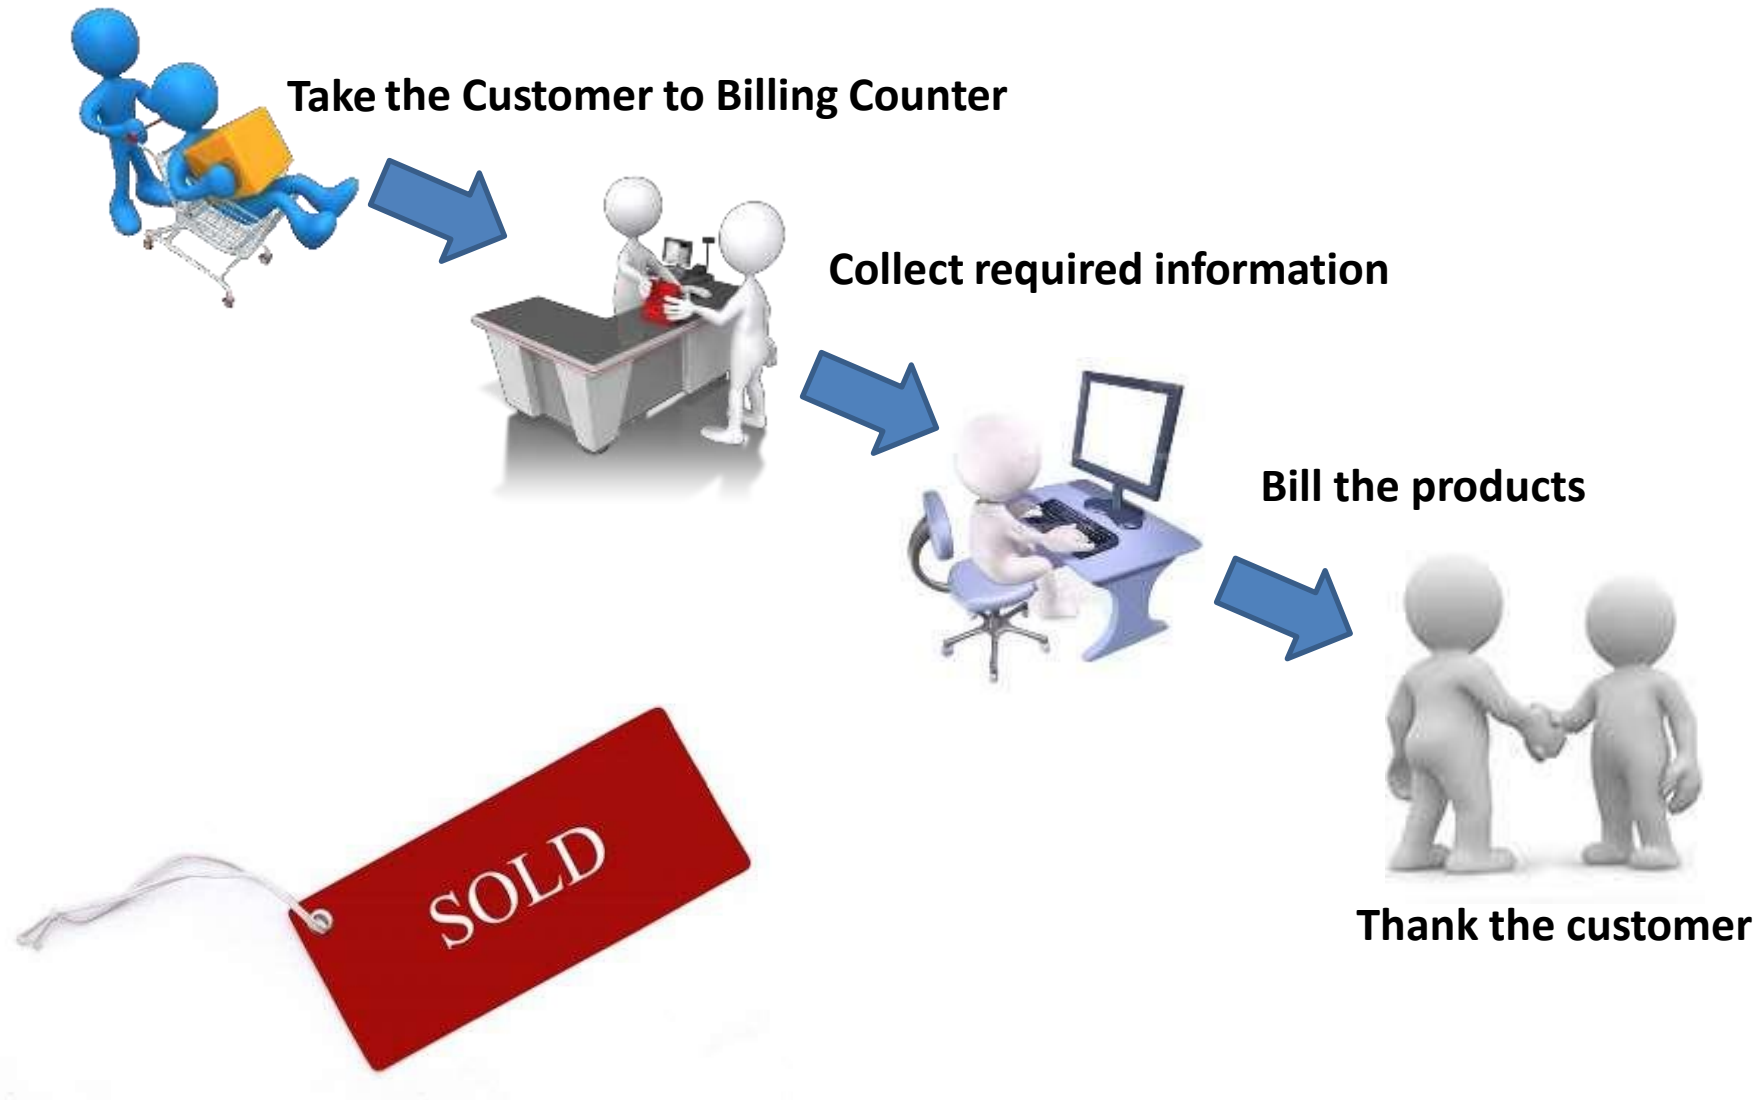 Take the Customer to Billing Counter
Collect required information
Bill the products
Thank the customer
SOLD